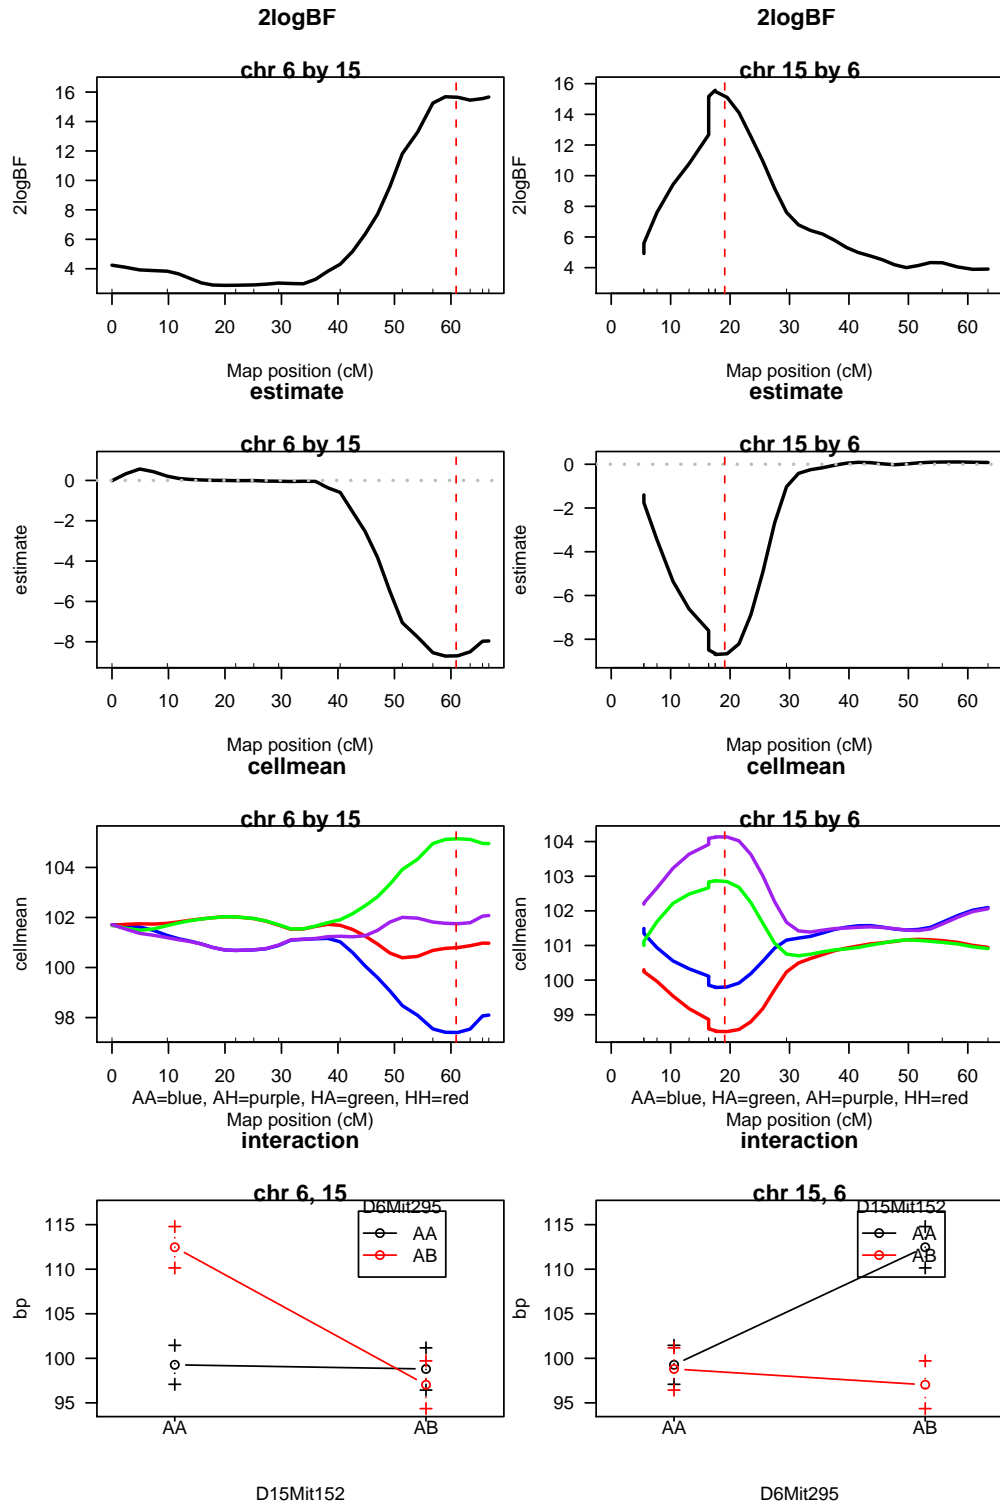 2logBF
chr 6 by 15
2logBF
16
14
12
10
8
6
4
0 10 20 30 40 50 60
Map position (cM)
2logBF
chr 15 by 6
2logBF
16
14
12
10
8
6
4
0 10 20 30 40 50 60
Map position (cM)
estimate
chr 6 by 15
estimate
0
−2
−4
−6
−8
0 10 20 30 40 50 60
Map position (cM)
estimate
chr 15 by 6
estimate
0
−2
−4
−6
−8
0 10 20 30 40 50 60
Map position (cM)
cellmean
chr 6 by 15
cellmean
104
102
100
98
0 10 20 30 40 50 60
AA=blue, AH=purple, HA=green, HH=red
Map position (cM)
cellmean
chr 15 by 6
cellmean
104
103
102
101
100
99
0 10 20 30 40 50 60
AA=blue, HA=green, AH=purple, HH=red
Map position (cM)
interaction
chr 6, 15
bp
115
110
105
100
95
D6Mit295
AA
AB
AA AB
D15Mit152
interaction
chr 15, 6
bp
115
110
105
100
95
D15Mit152
AA
AB
AA AB
D6Mit295